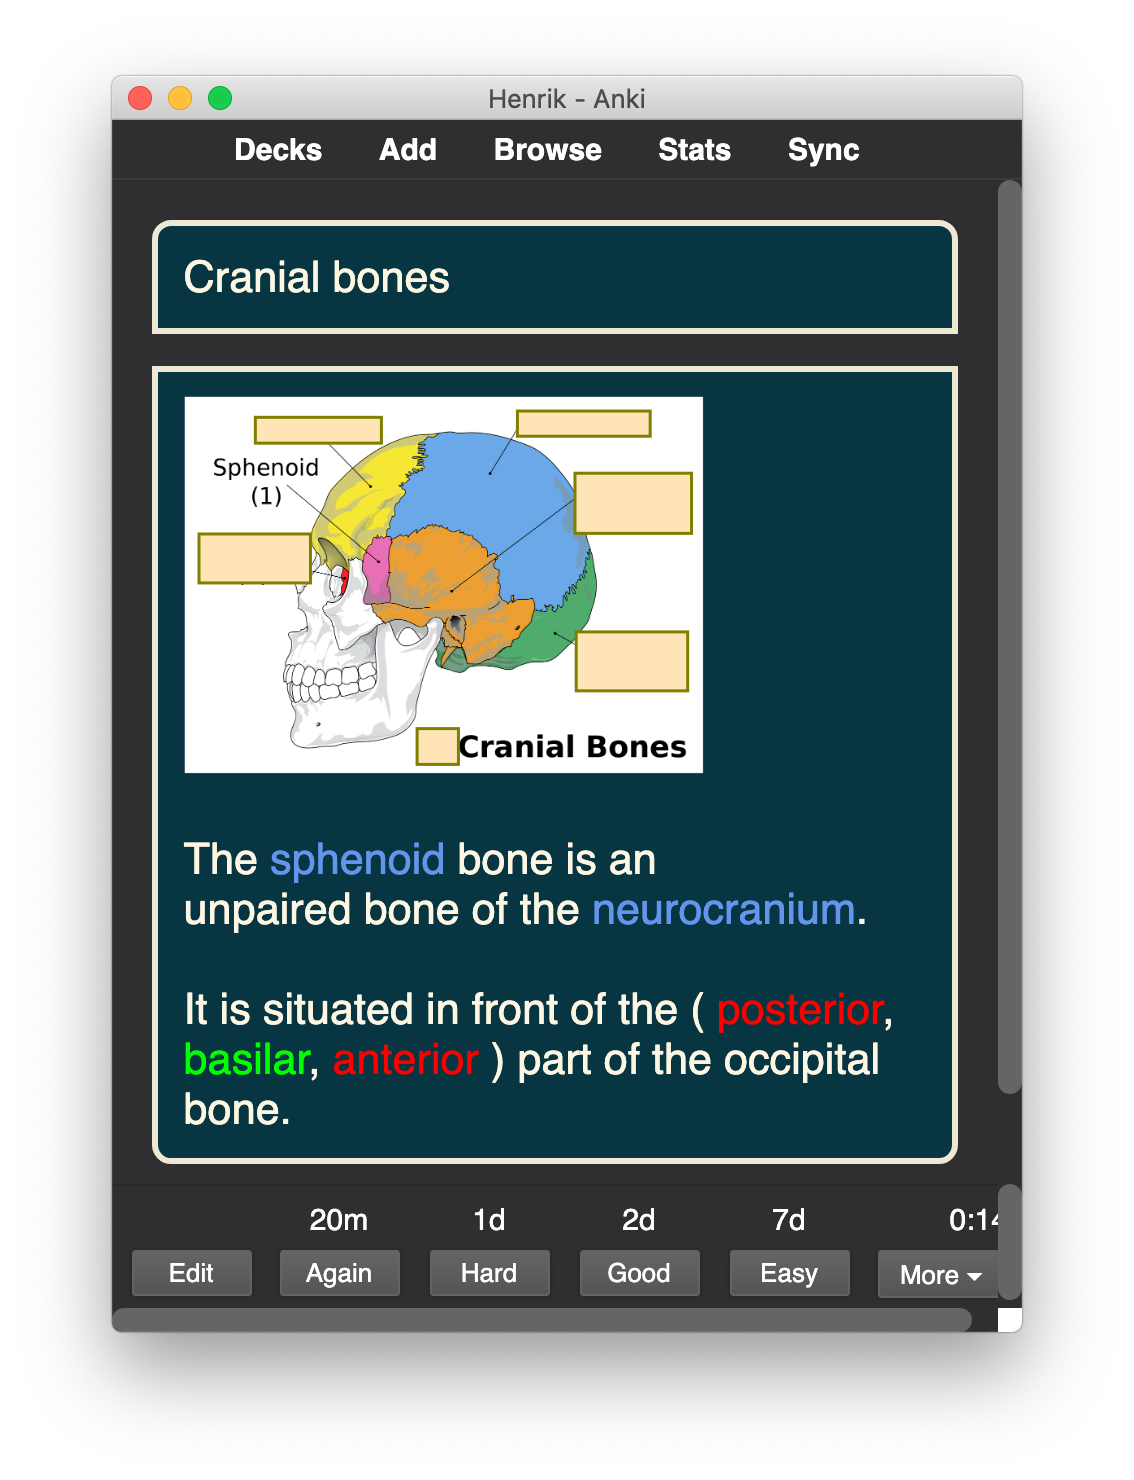 Henrik - Anki
Decks Add Browse Stats Sync
Cranial bones
Sphenoid
(1)
Cranial Bones
The sphenoid bone is an
unpaired bone of the neurocranium.
It is situated in front of the ( posterior,
basilar, anterior ) part of the occipital
bone.
20m 1d 2d 7d 0:14
Edit Again Hard Good Easy More